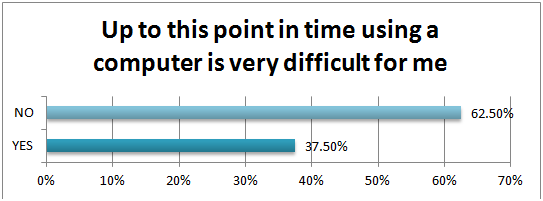 Up to this point in time using a
computer is very difficult for me
NO 62.50%
YES 37.50%
0% 10% 20% 30% 40% 50% 60% 70%